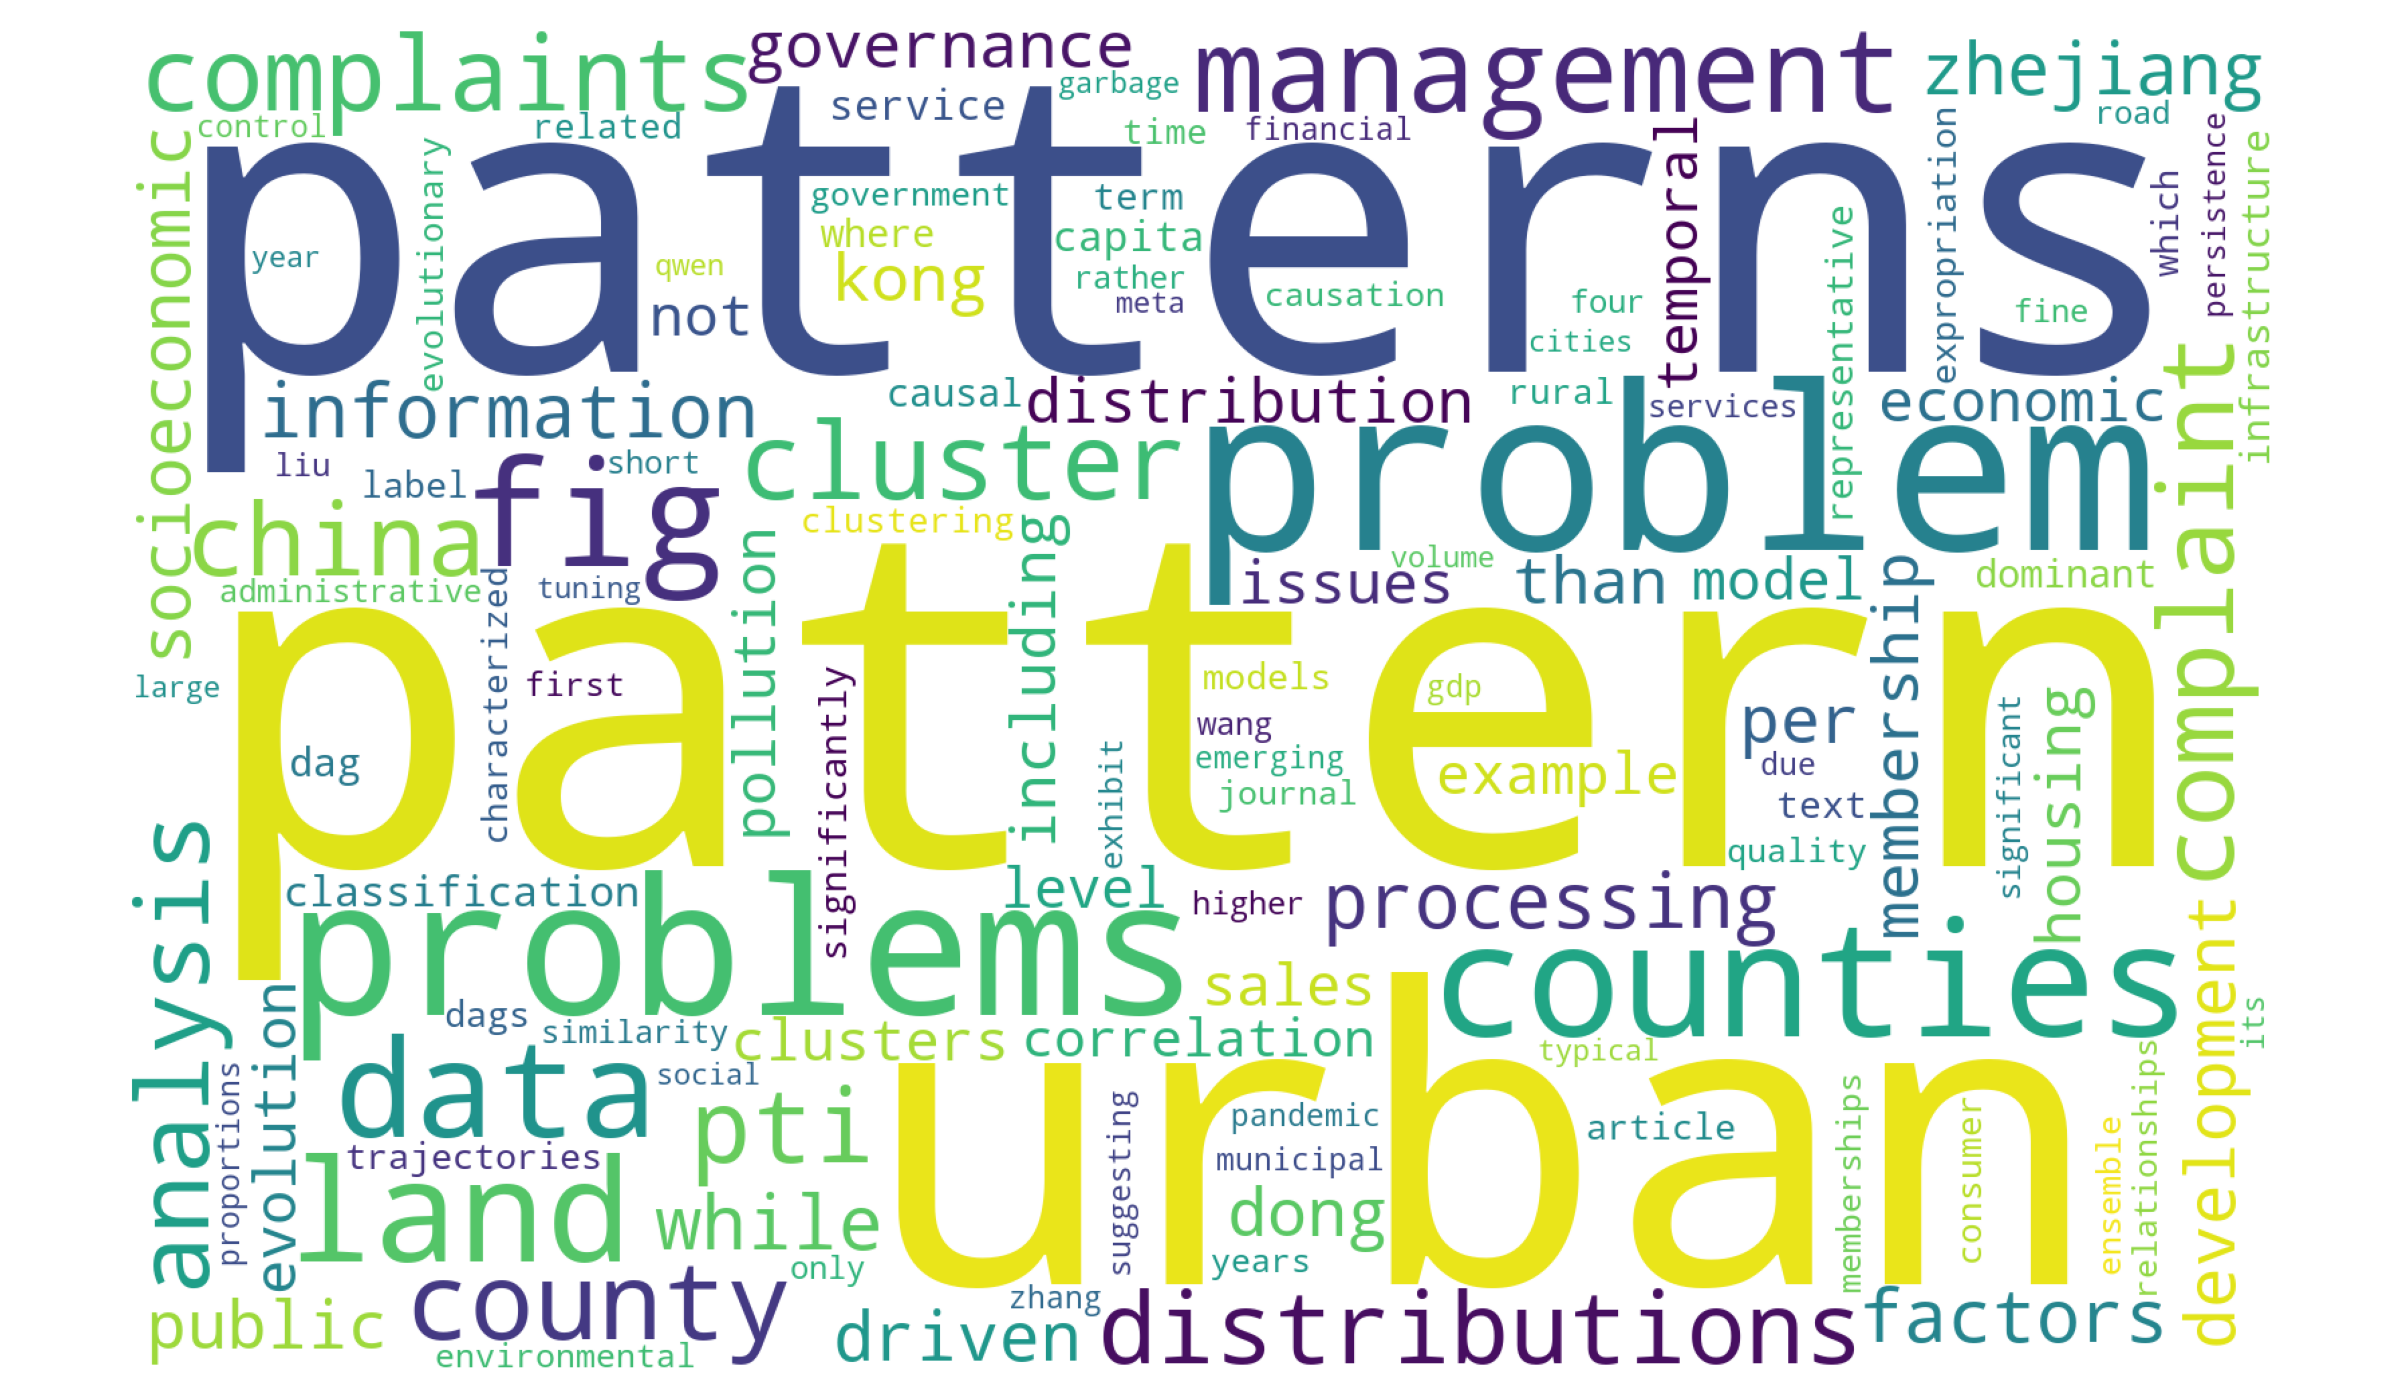 complaints
governance
management
zhejiang
garbage
service
control
related
time
financial
road
patterns
socioeconomic
evolutionary
temporal
expropriation
persistence
infrastructure
which
representative
government
term
where
capita
year
qwen
kong
rather
meta
causation
four
fine
not
cities
information
causal
distribution
rural
services
economic
problem
complaint
liu
short
label
cluster
fig
china
clustering
pollution
including
volume
issues
than
model
dominant
membership
administrative
tuning
characterized
pattern
large
first
significantly
models
gdp
wang
per
housing
significant
dag
emerging
example
due
exhibit
journal
text
quality
analysis
classification
level
higher
processing
problems
counties
development
evolution
sales
its
dags
similarity
clusters
correlation
typical
data
social
urban
proportions
pti
suggesting
pandemic
article
memberships
consumer
ensemble
relationships
trajectories
municipal
land
while
dong
only
years
county
public
zhang
driven
distributions
factors
environmental